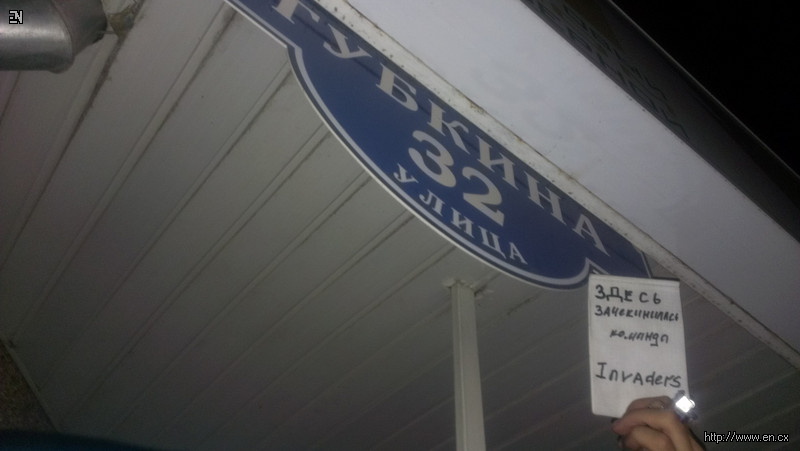 EN
ГУБКИНА
32
УЛИЦА
ЗДЕСЬ
ЗАЧЕКИНИЛАСЬ
команда
Invaders
http://www.en.cx